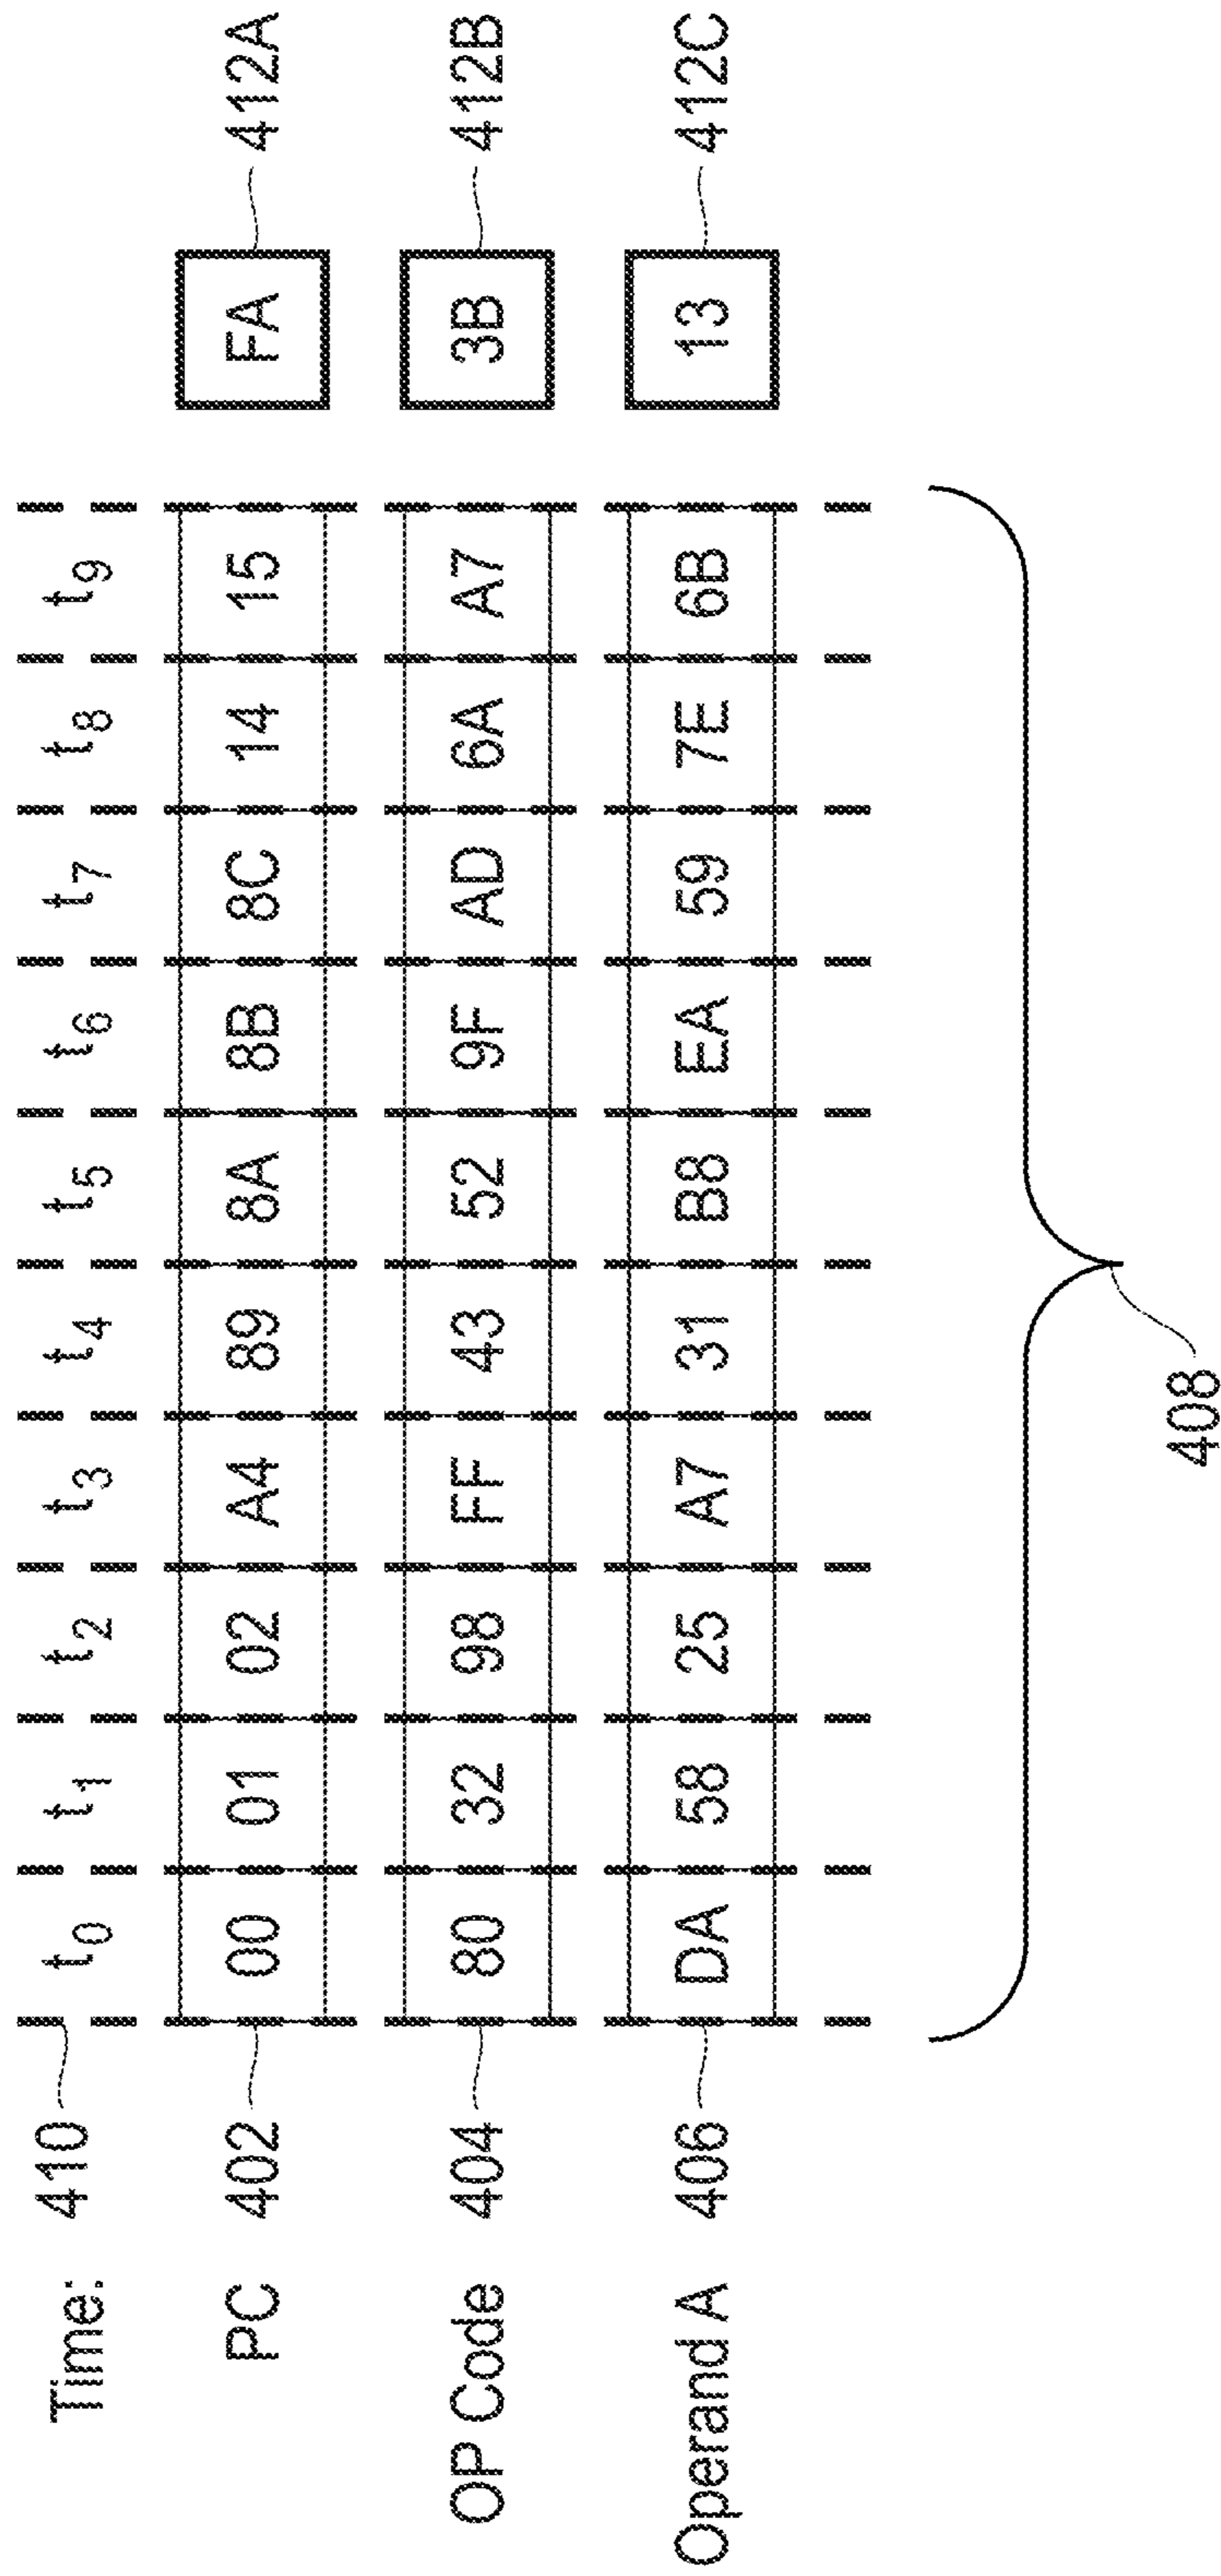 Time: 410 t0 t1 t2 t3 t4 t5 t6 t7 t8 t9
PC 402 00 01 02 A4 89 8A 8B 8C 14 15 FA 412A
OP Code 404 80 32 98 FF 43 52 9F AD 6A A7 3B 412B
Operand A 406 DA 58 25 A7 31 B8 EA 59 7E 6B 13 412C
408